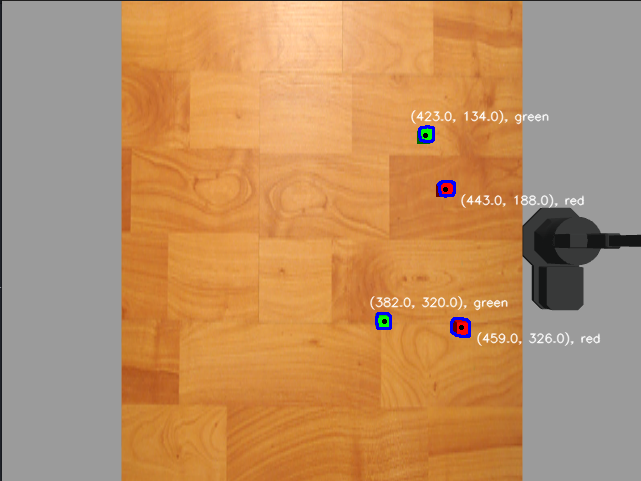 (423.0, 134.0), green
(443.0, 188.0), red
(382.0, 320.0), green
(459.0, 326.0), red